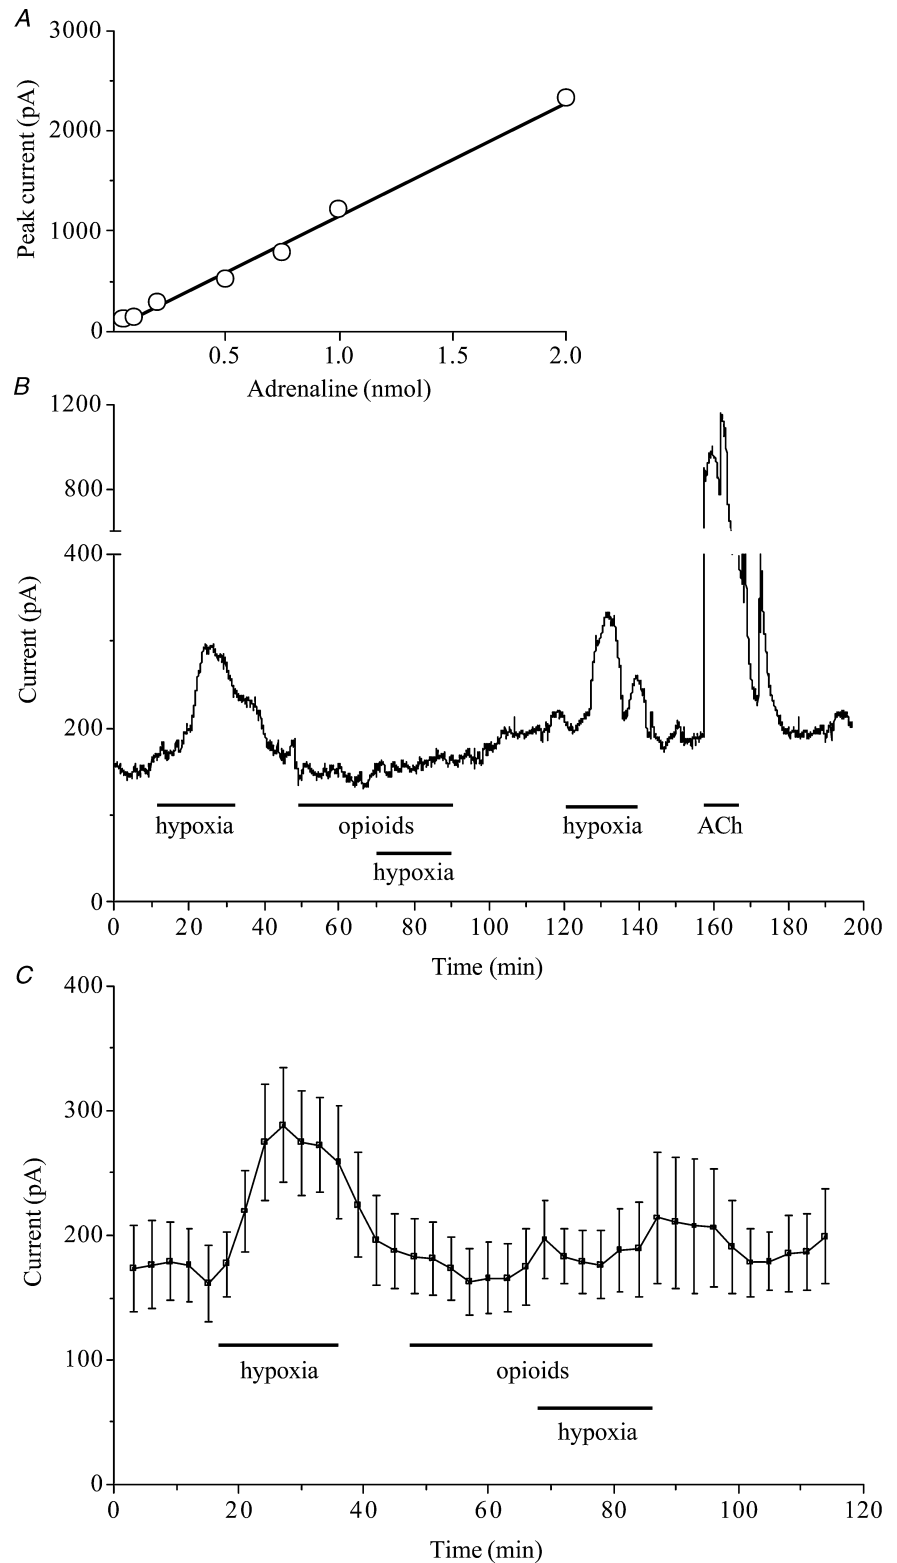 A
3000
2000
1000
0
Peak current (pA)
0.5 1.0 1.5 2.0
Adrenaline (nmol)
B
1200
800
400
200
0
Current (pA)
hypoxia opioids hypoxia ACh
hypoxia
0 20 40 60 80 100 120 140 160 180 200
Time (min)
C
400
300
200
100
0
Current (pA)
hypoxia opioids
hypoxia
0 20 40 60 80 100 120
Time (min)